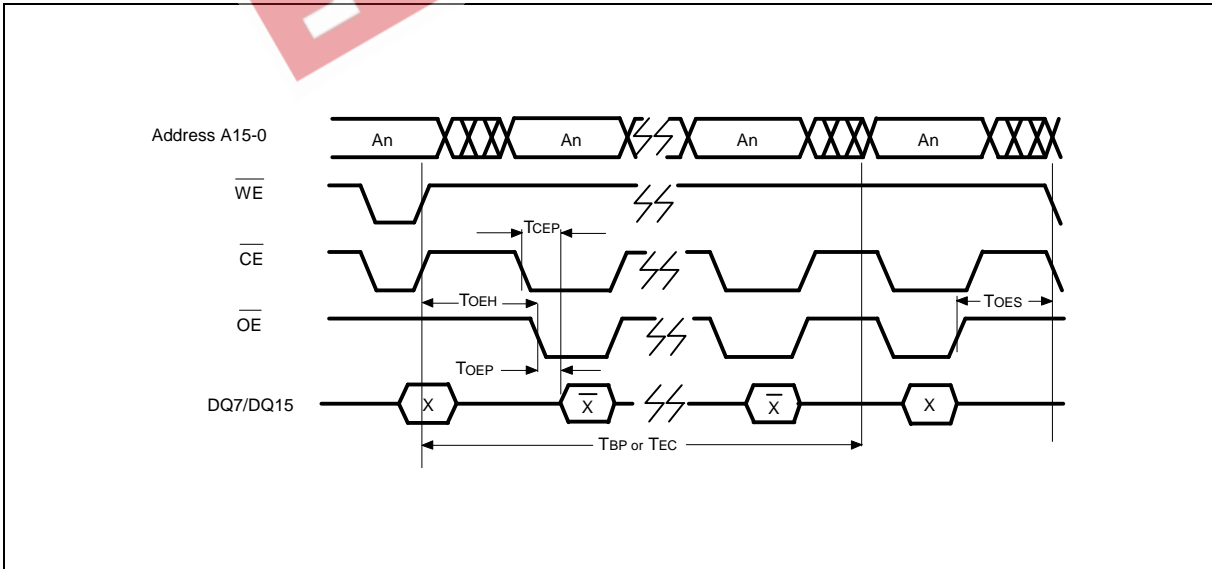 Address A15-0 An An An An
WE
TCEP
CE
TOEH TOES
OE
TOEP
DQ7/DQ15 X X X X
TBP or TEC